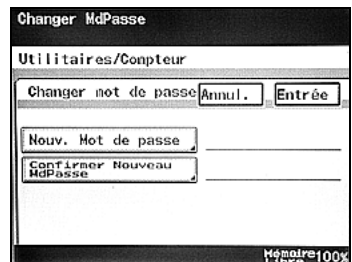 Changer MdPasse
Utilitaires/Compteur
Changer mot de passe Annul. Entrée
Nouv. Mot de passe
Confirmer Nouveau
MdPasse
Mémoire 100%
Libre